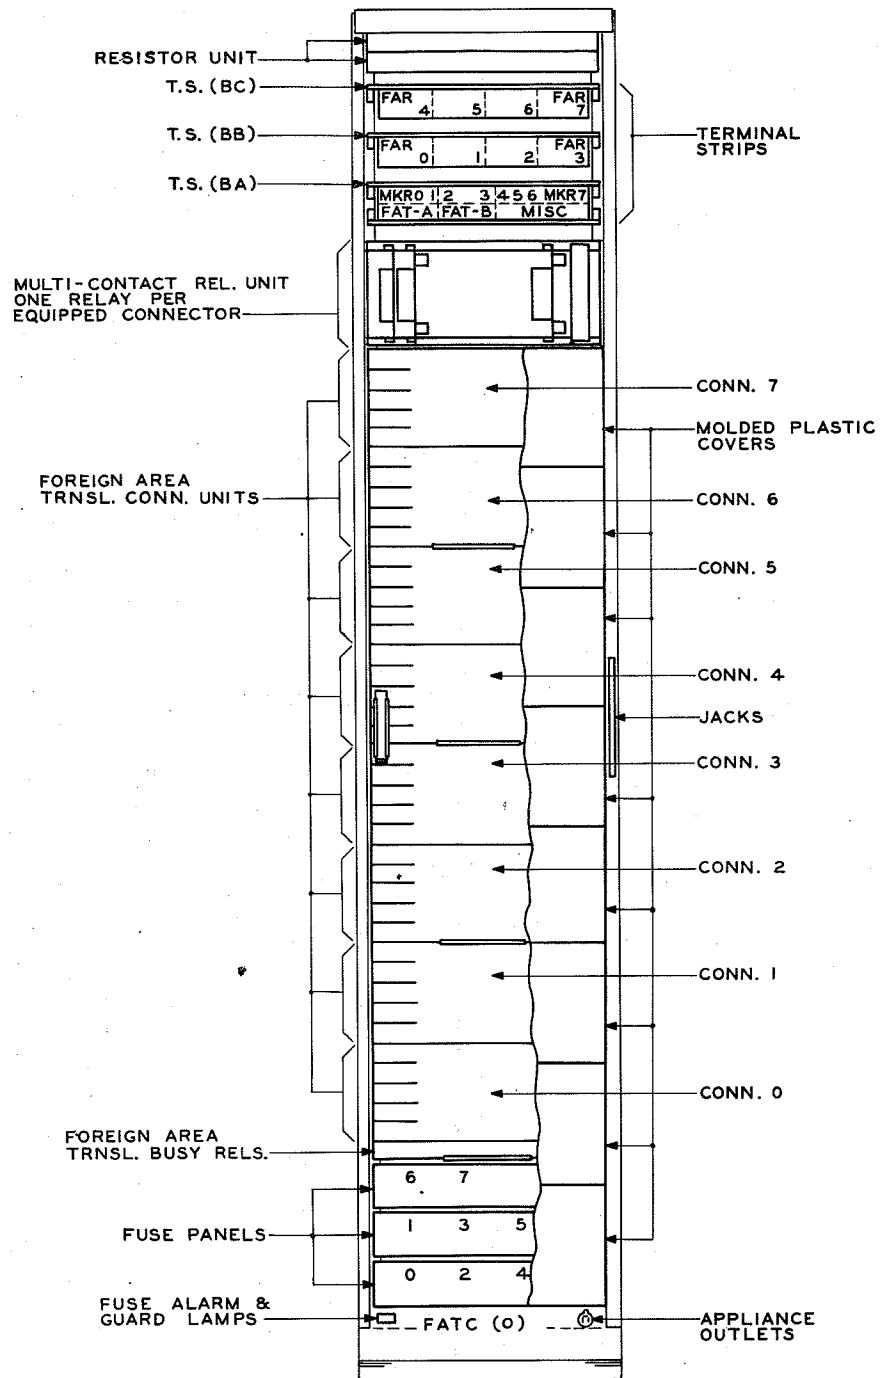 RESISTOR UNIT
T.S. (BC)
FAR 4 5 6 FAR 7
T.S. (BB)
FAR 0 1 2 FAR 3
TERMINAL
STRIPS
T.S. (BA)
MKR0 1 2 3 4 5 6 MKR7
FAT-A FAT-B MISC
MULTI-CONTACT REL. UNIT
ONE RELAY PER
EQUIPPED CONNECTOR
CONN. 7
MOLDED PLASTIC
COVERS
FOREIGN AREA
TRNSL. CONN. UNITS
CONN. 6
CONN. 5
CONN. 4
JACKS
CONN. 3
CONN. 2
CONN. 1
CONN. 0
FOREIGN AREA
TRNSL. BUSY RELS.
6 7
FUSE PANELS
1 3 5
0 2 4
FUSE ALARM &
GUARD LAMPS
FATC (0)
APPLIANCE
OUTLETS